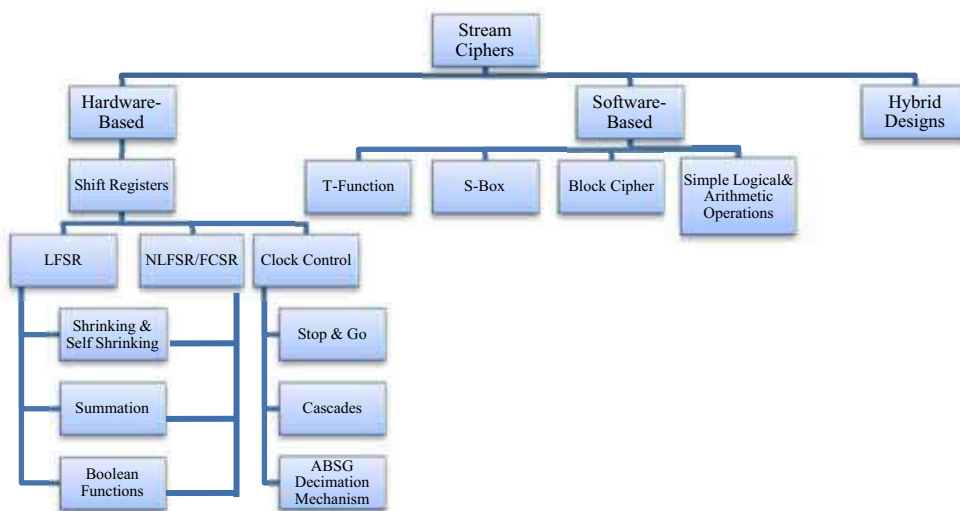 Stream
Ciphers
Hardware-
Based
Software-
Based
Hybrid
Designs
Shift Registers
T-Function
S-Box
Block Cipher
Simple Logical&
Arithmetic
Operations
LFSR
NLFSR/FCSR
Clock Control
Shrinking &
Self Shrinking
Stop & Go
Summation
Cascades
Boolean
Functions
ABSG
Decimation
Mechanism